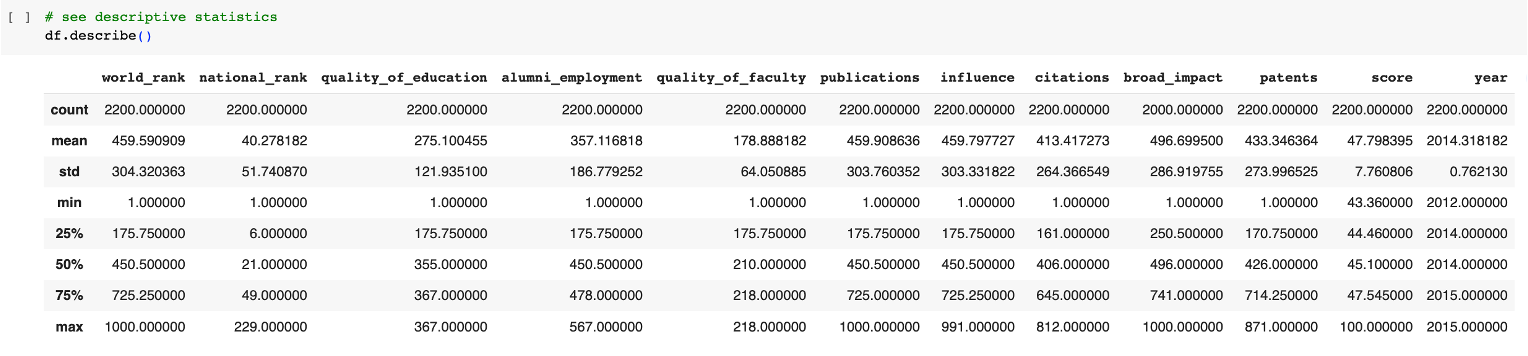 [ ] # see descriptive statistics
df.describe()
world_rank national_rank quality_of_education alumni_employment quality_of_faculty publications influence citations broad_impact patents score year
count 2200.000000 2200.000000 2200.000000 2200.000000 2200.000000 2200.000000 2200.000000 2200.000000 2000.000000 2200.000000 2200.000000 2200.000000
mean 459.590909 40.278182 275.100455 357.116818 178.888182 459.908636 459.797727 413.417273 496.699500 433.346364 47.798395 2014.318182
std 304.320363 51.740870 121.935100 186.779252 64.050885 303.760352 303.331822 264.366549 286.919755 273.996525 7.760806 0.762130
min 1.000000 1.000000 1.000000 1.000000 1.000000 1.000000 1.000000 1.000000 1.000000 1.000000 43.360000 2012.000000
25% 175.750000 6.000000 175.750000 175.750000 175.750000 175.750000 175.750000 161.000000 250.500000 170.750000 44.460000 2014.000000
50% 450.500000 21.000000 355.000000 450.500000 210.000000 450.500000 450.500000 406.000000 496.000000 426.000000 45.100000 2014.000000
75% 725.250000 49.000000 367.000000 478.000000 218.000000 725.000000 725.250000 645.000000 741.000000 714.250000 47.545000 2015.000000
max 1000.000000 229.000000 367.000000 567.000000 218.000000 1000.000000 991.000000 812.000000 1000.000000 871.000000 100.000000 2015.000000